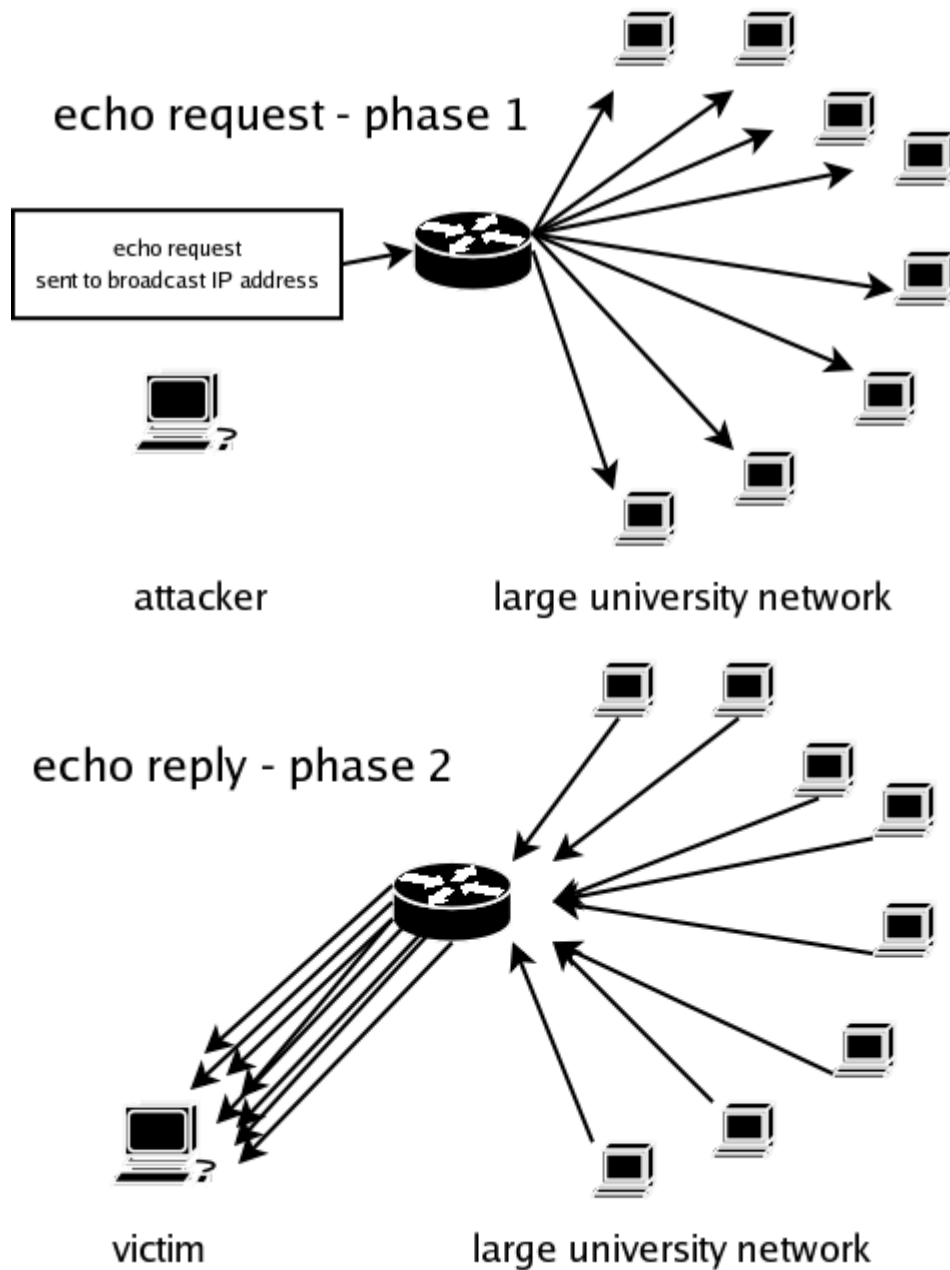 echo request - phase 1
echo request
sent to broadcast IP address
?
attacker
large university network
echo reply - phase 2
?
victim
large university network